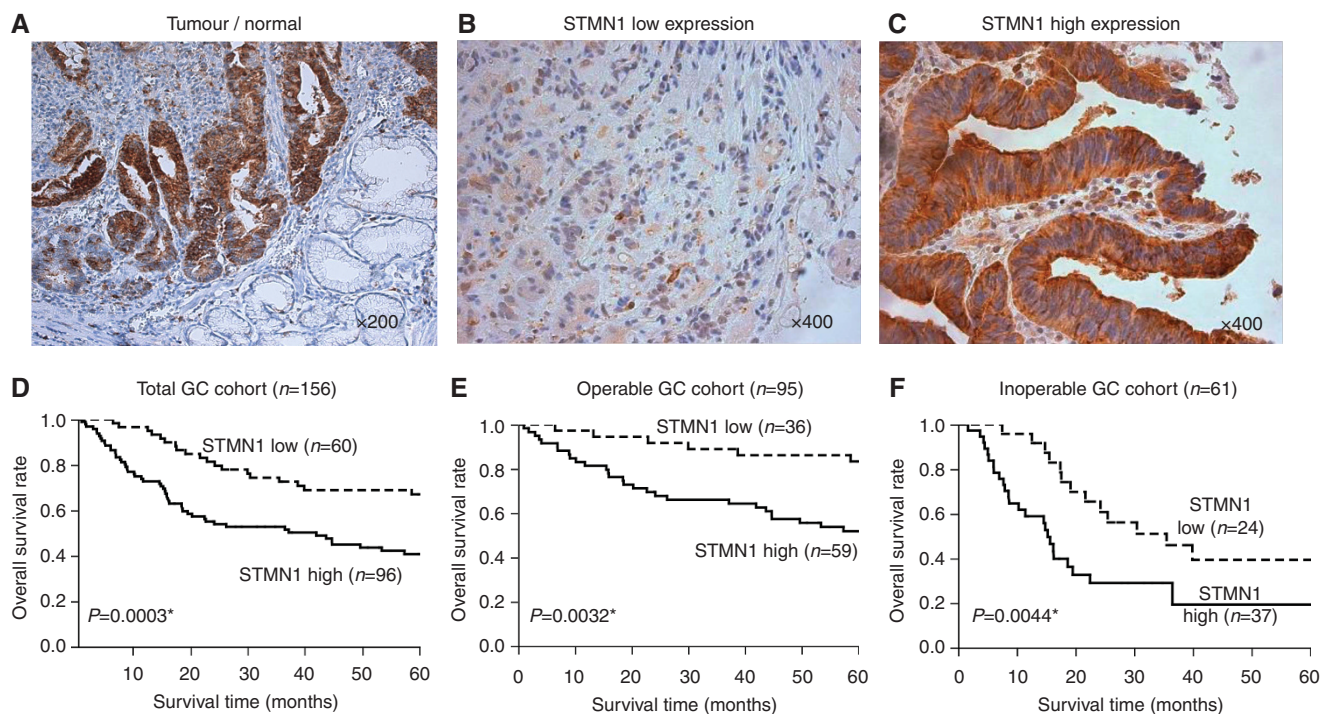 A
Tumour / normal
×200
B
STMN1 low expression
×400
C
STMN1 high expression
×400
D
Total GC cohort (n=156)
Overall survival rate
1.0
0.8
0.6
0.4
0.2
0.0
STMN1 low (n=60)
STMN1 high (n=96)
P=0.0003*
10 20 30 40 50 60
Survival time (months)
E
Operable GC cohort (n=95)
Overall survival rate
1.0
0.8
0.6
0.4
0.2
0.0
STMN1 low (n=36)
STMN1 high (n=59)
P=0.0032*
0 10 20 30 40 50 60
Survival time (months)
F
Inoperable GC cohort (n=61)
Overall survival rate
1.0
0.8
0.6
0.4
0.2
0.0
STMN1
low (n=24)
STMN1
high (n=37)
P=0.0044*
0 10 20 30 40 50 60
Survival time (months)